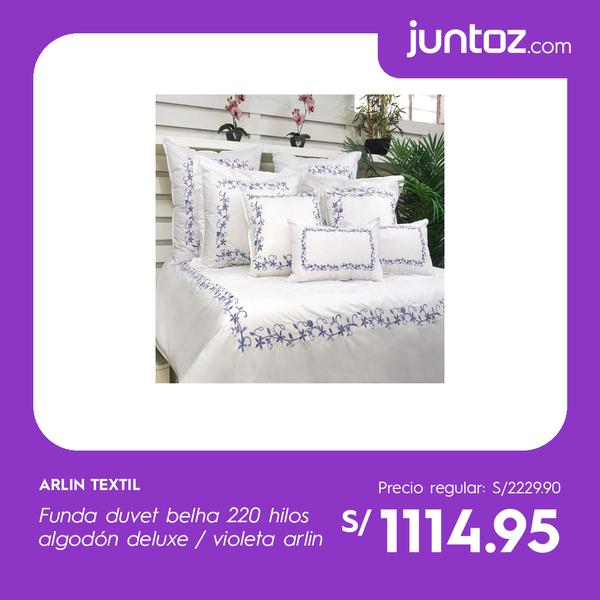 juntoz.com
ARLIN TEXTIL
Funda duvet belha 220 hilos
algodón deluxe / violeta arlin
Precio regular: S/2229.90
S/1114.95